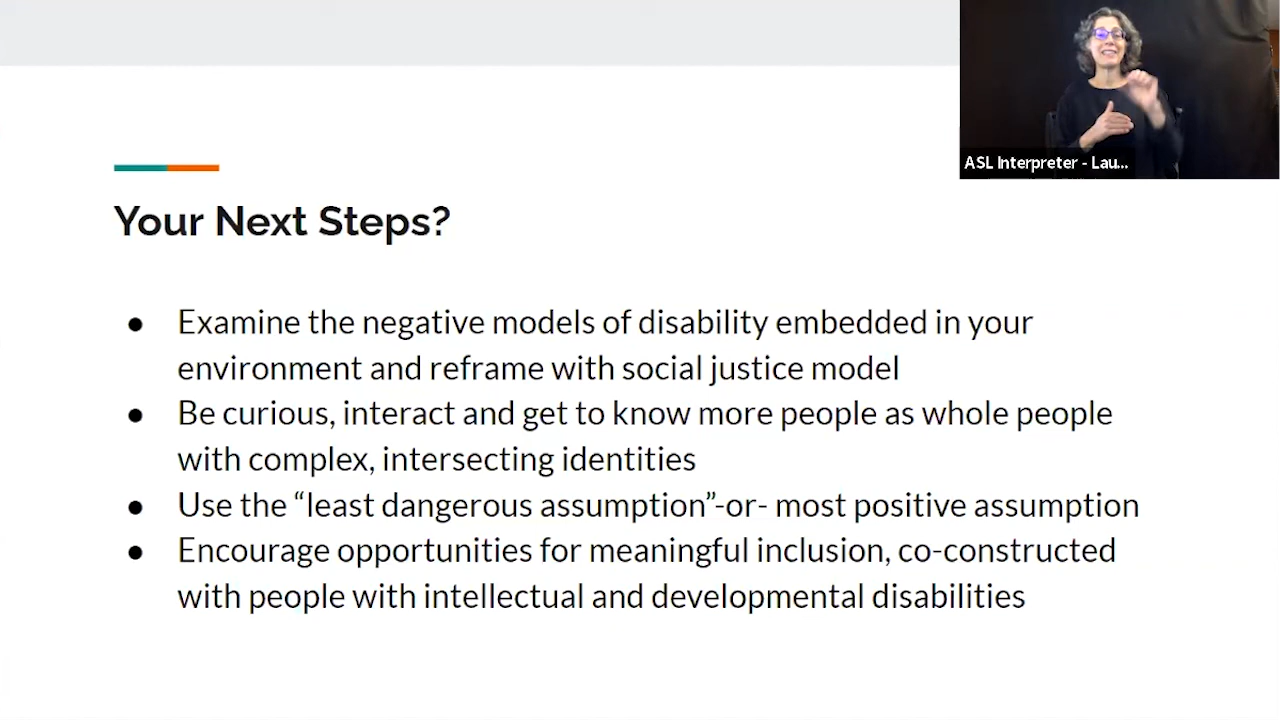 ASL Interpreter - Lau...
Your Next Steps?
● Examine the negative models of disability embedded in your
environment and reframe with social justice model
● Be curious, interact and get to know more people as whole people
with complex, intersecting identities
● Use the “least dangerous assumption”-or- most positive assumption
● Encourage opportunities for meaningful inclusion, co-constructed
with people with intellectual and developmental disabilities